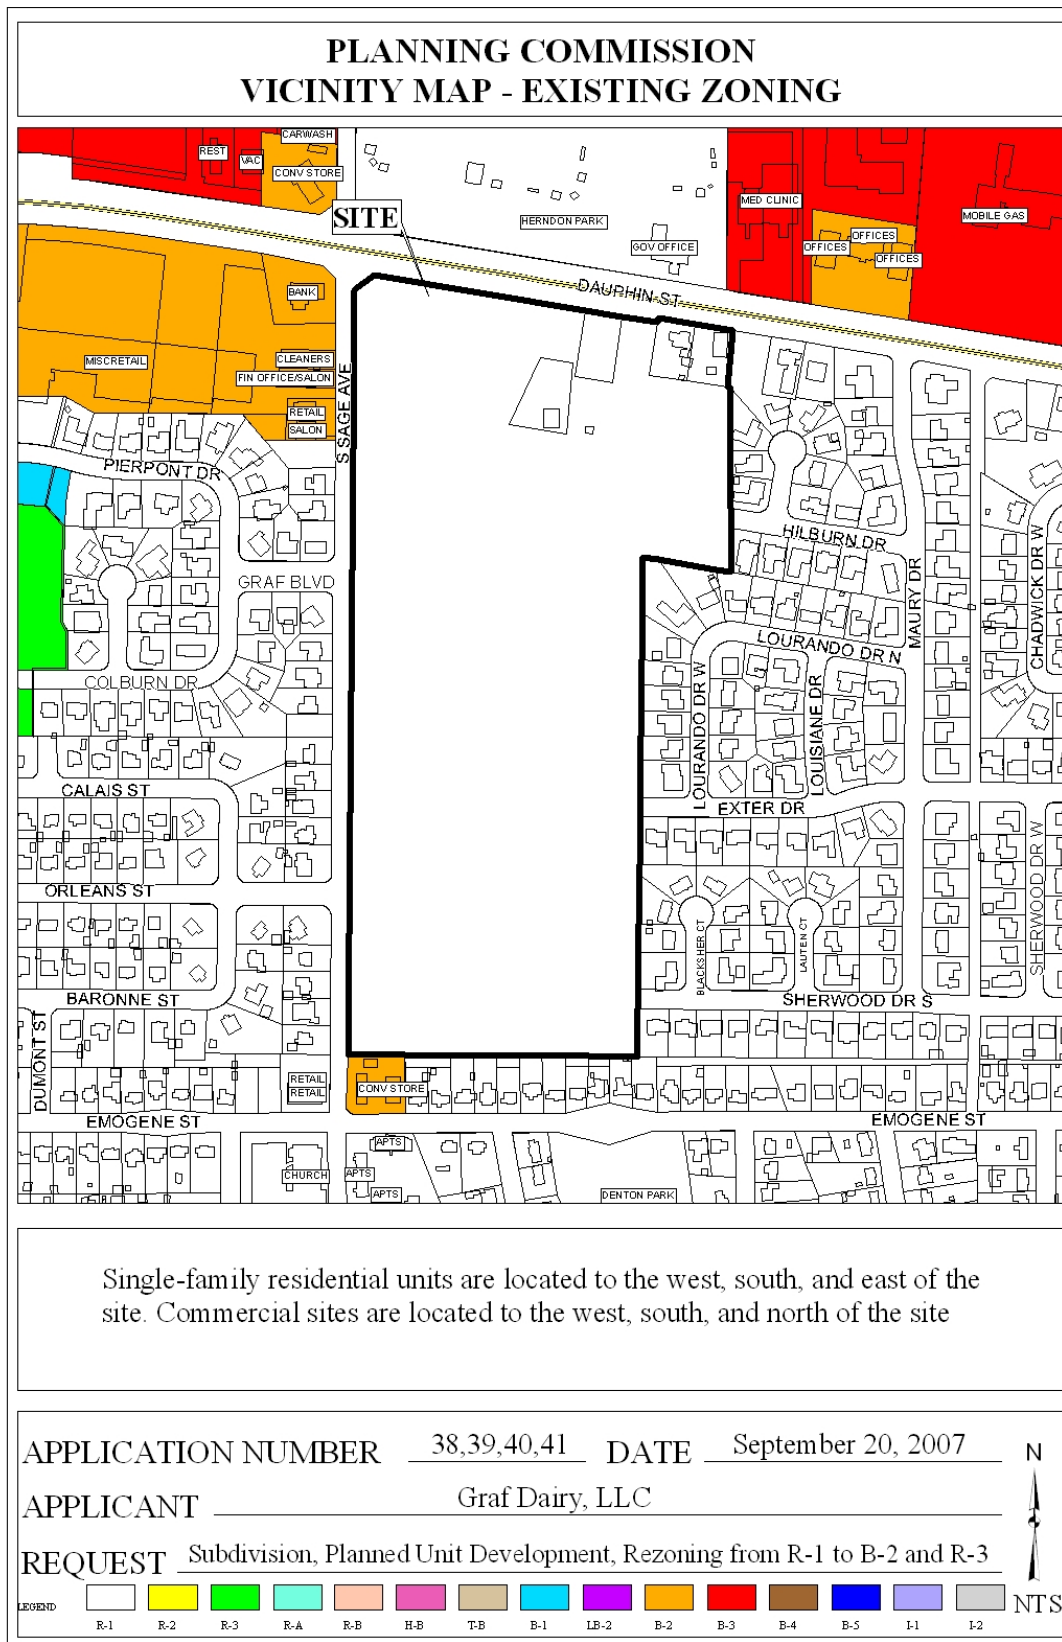 PLANNING COMMISSION
VICINITY MAP - EXISTING ZONING
CARWASH
REST
VAC
CONV STORE
MED CLINIC
MOBILE GAS
SITE
HERNDON PARK
GOV OFFICE
OFFICES
OFFICES
OFFICES
DAUPHIN ST
BANK
MISCRETAIL
CLEANERS
FIN OFFICE/SALON
RETAIL
SALON
S SAGE AVE
PIERPONT DR
HILBURN DR
GRAF BLVD
MAURY DR
CHADWICK DR W
LOURANDO DR N
COLBURN DR
LOURANDO DR W
LOUISIANE DR
CALAIS ST
EXTER DR
ORLEANS ST
SHERWOOD DR W
BLACKSHER CT
LAUTEN CT
BARONNE ST
SHERWOOD DR S
DUMONT ST
RETAIL
RETAIL
CONV STORE
EMOGENE ST
EMOGENE ST
CHURCH
APTS
APTS
APTS
DENTON PARK
Single-family residential units are located to the west, south, and east of the
site. Commercial sites are located to the west, south, and north of the site
APPLICATION NUMBER 38,39,40,41 DATE September 20, 2007
N
APPLICANT Graf Dairy, LLC
REQUEST Subdivision, Planned Unit Development, Rezoning from R-1 to B-2 and R-3
LEGEND
NTS
R-1 R-2 R-3 R-A R-B H-B T-B B-1 LB-2 B-2 B-3 B-4 B-5 I-1 I-2